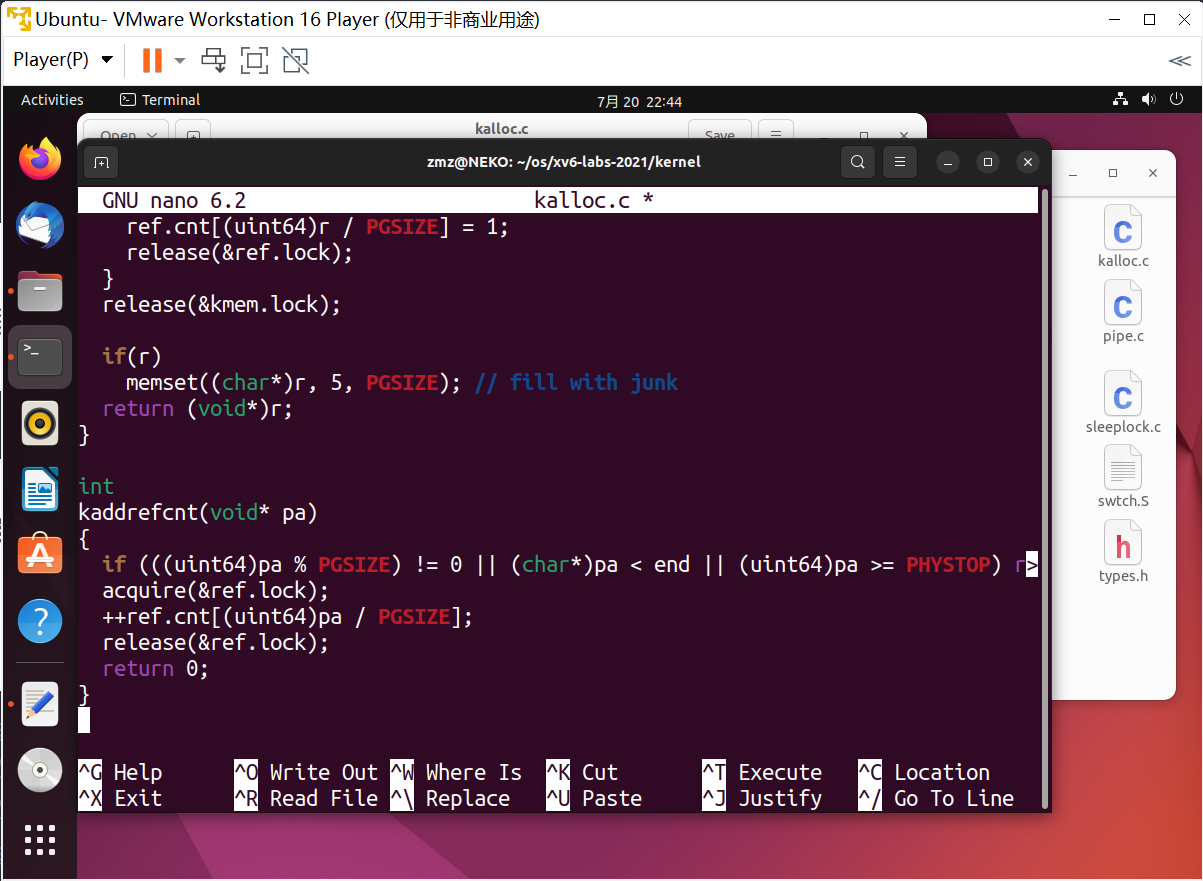 Ubuntu- VMware Workstation 16 Player (仅用于非商业用途)
Player(P)
Activities
Terminal
7月 20 22:44
Open
kalloc.c
Save
zmz@NEKO: ~/os/xv6-labs-2021/kernel
GNU nano 6.2 kalloc.c *
ref.cnt[(uint64)r / PGSIZE] = 1;
release(&ref.lock);
}
release(&kmem.lock);
if(r)
memset((char*)r, 5, PGSIZE); // fill with junk
return (void*)r;
}
int
kaddrefcnt(void* pa)
{
if (((uint64)pa % PGSIZE) != 0 || (char*)pa < end || (uint64)pa >= PHYSTOP) r>
acquire(&ref.lock);
++ref.cnt[(uint64)pa / PGSIZE];
release(&ref.lock);
return 0;
}
^G Help ^O Write Out ^W Where Is ^K Cut ^T Execute ^C Location
^X Exit ^R Read File ^\ Replace ^U Paste ^J Justify ^/ Go To Line
kalloc.c
pipe.c
sleeplock.c
swtch.S
types.h